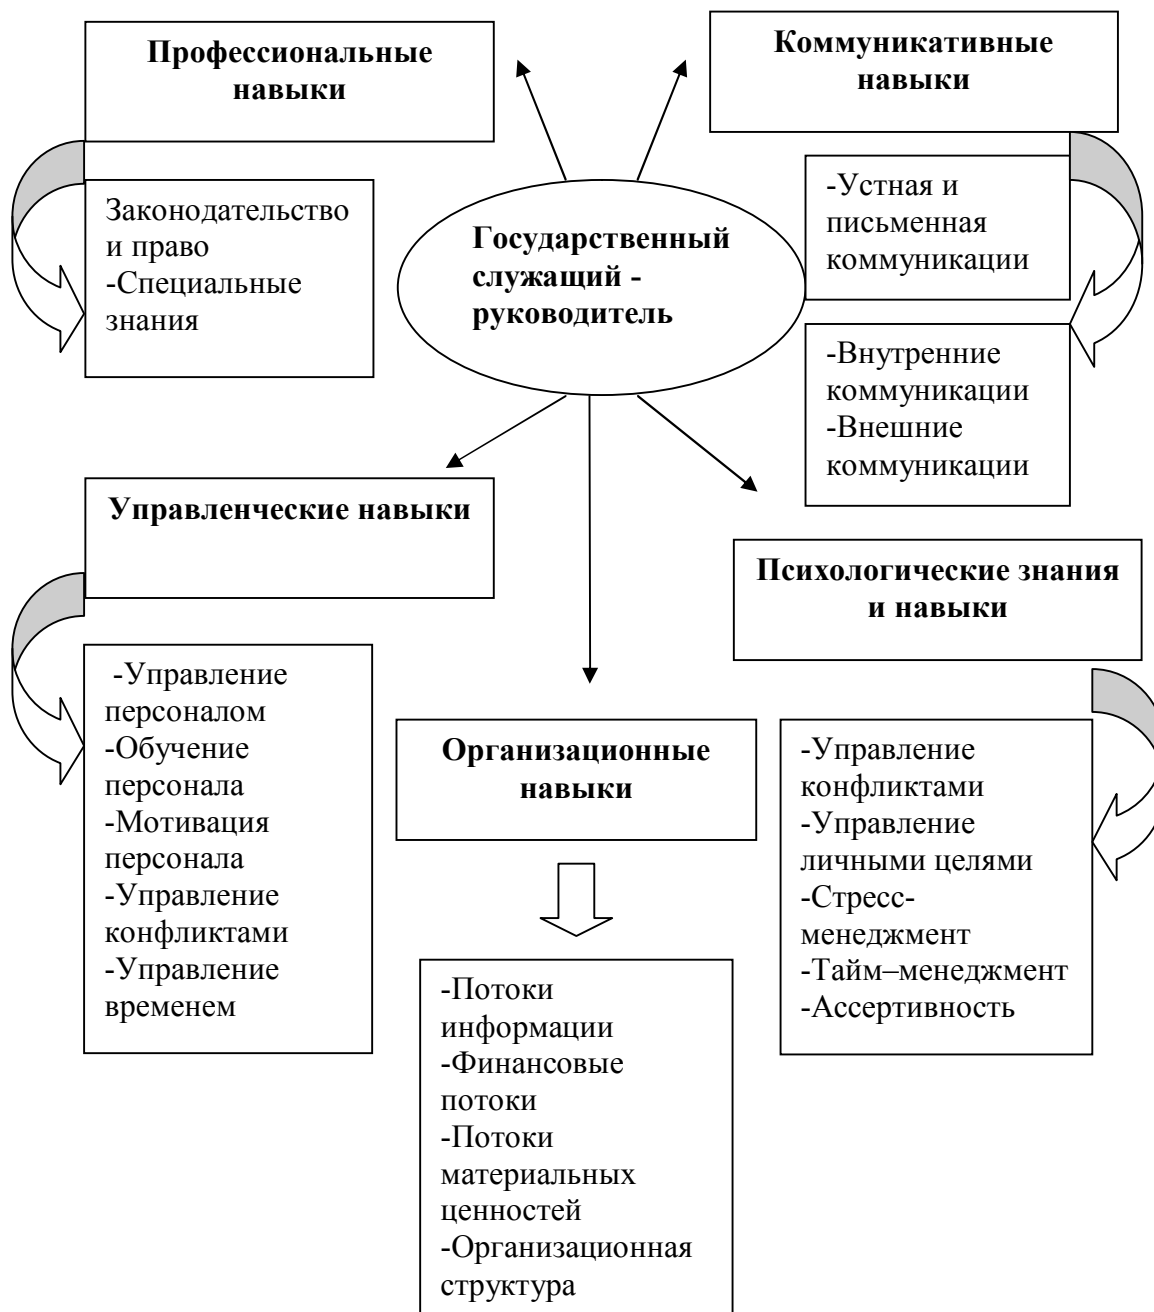 Профессиональные
навыки
Коммуникативные
навыки
Законодательство
и право
-Специальные
знания
Государственный
служащий -
руководитель
-Устная и
письменная
коммуникации
-Внутренние
коммуникации
-Внешние
коммуникации
Управленческие навыки
Психологические знания
и навыки
-Управление
персоналом
-Обучение
персонала
-Мотивация
персонала
-Управление
конфликтами
-Управление
временем
Организационные
навыки
-Управление
конфликтами
-Управление
личными целями
-Стресс-
менеджмент
-Тайм–менеджмент
-Ассертивность
-Потоки
информации
-Финансовые
потоки
-Потоки
материальных
ценностей
-Организационная
структура